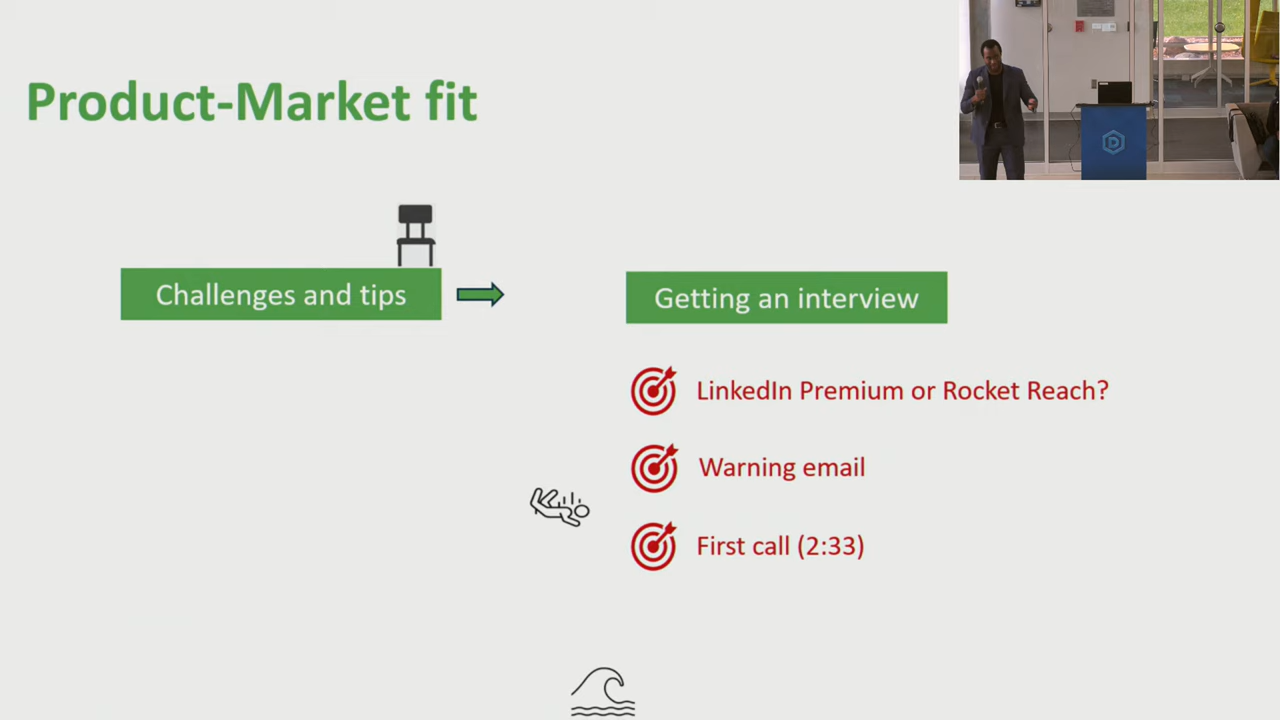 Product-Market fit
Challenges and tips
Getting an interview
LinkedIn Premium or Rocket Reach?
Warning email
First call (2:33)
D